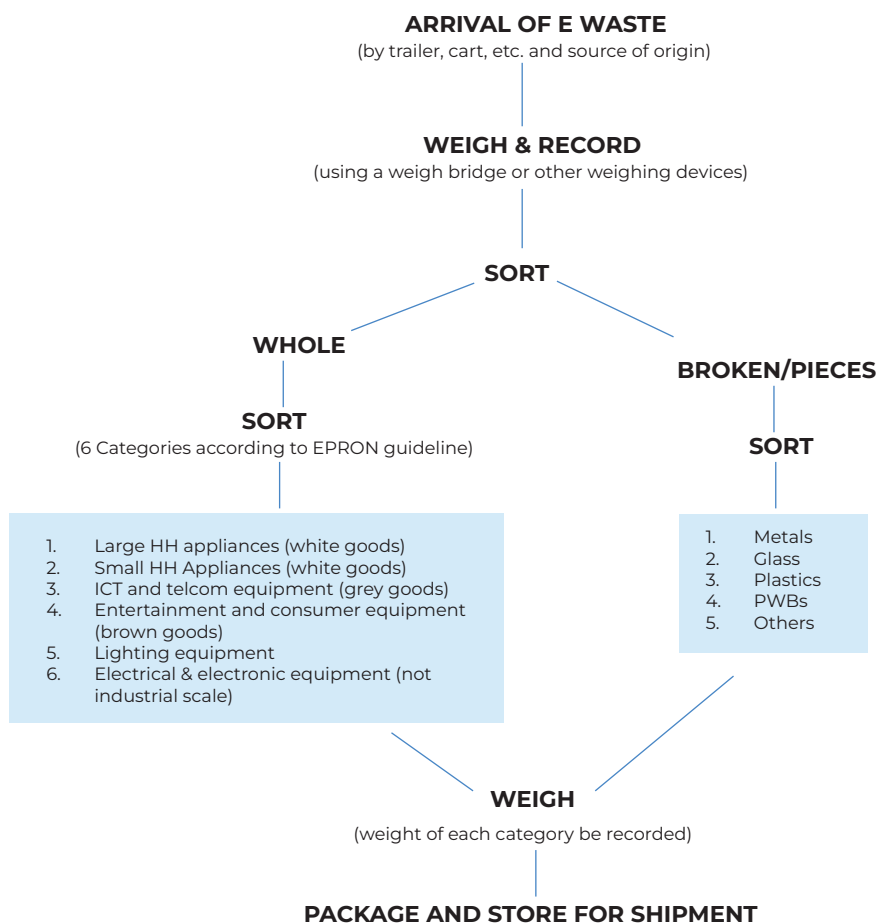 ARRIVAL OF E WASTE
(by trailer, cart, etc. and source of origin)
WEIGH & RECORD
(using a weigh bridge or other weighing devices)
SORT
WHOLE
SORT
(6 Categories according to EPRON guideline)
1. Large HH appliances (white goods)
2. Small HH Appliances (white goods)
3. ICT and telcom equipment (grey goods)
4. Entertainment and consumer equipment
(brown goods)
5. Lighting equipment
6. Electrical & electronic equipment (not
industrial scale)
BROKEN/PIECES
SORT
1. Metals
2. Glass
3. Plastics
4. PWBs
5. Others
WEIGH
(weight of each category be recorded)
PACKAGE AND STORE FOR SHIPMENT